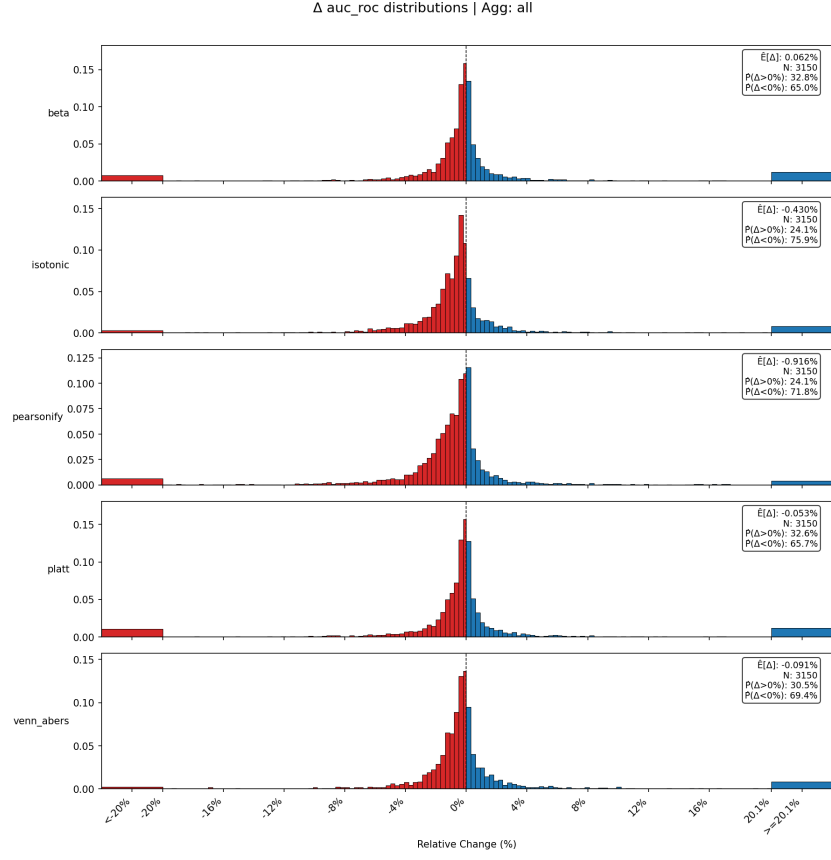 Δ auc_roc distributions | Agg: all
0.15
0.10
0.05
0.00
beta
Ê[Δ]: 0.062%
N: 3150
P̂(Δ>0%): 32.8%
P̂(Δ<0%): 65.0%
0.15
0.10
0.05
0.00
isotonic
Ê[Δ]: -0.430%
N: 3150
P̂(Δ>0%): 24.1%
P̂(Δ<0%): 75.9%
0.125
0.100
0.075
0.050
0.025
0.000
pearsonify
Ê[Δ]: -0.916%
N: 3150
P̂(Δ>0%): 24.1%
P̂(Δ<0%): 71.8%
0.15
0.10
0.05
0.00
platt
Ê[Δ]: -0.053%
N: 3150
P̂(Δ>0%): 32.6%
P̂(Δ<0%): 65.7%
0.15
0.10
0.05
0.00
venn_abers
Ê[Δ]: -0.091%
N: 3150
P̂(Δ>0%): 30.5%
P̂(Δ<0%): 69.4%
<-20% -20% -16% -12% -8% -4% 0% 4% 8% 12% 16% 20.1% >=20.1%
Relative Change (%)